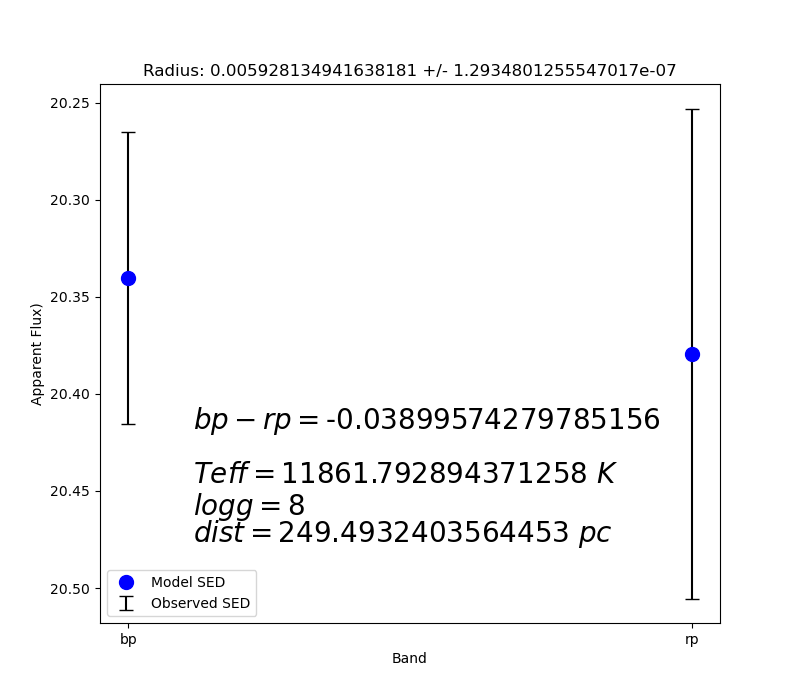 Radius: 0.005928134941638181 +/- 1.2934801255547017e-07
20.25
20.30
20.35
20.40
20.45
20.50
Apparent Flux)
bp − rp = -0.03899574279785156
Teff = 11861.792894371258 K
logg = 8
dist = 249.4932403564453 pc
Model SED
Observed SED
bp
rp
Band